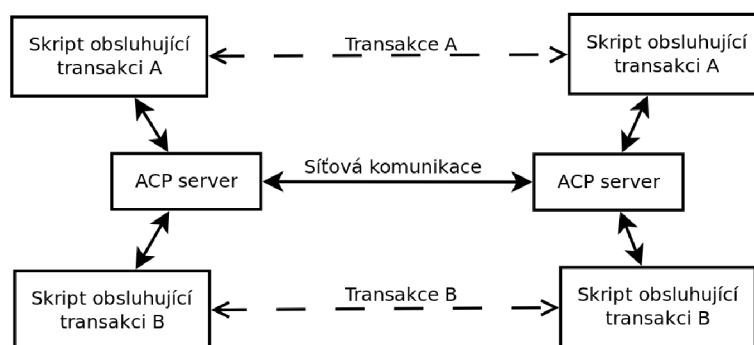 Skript obsluhující
transakci A
Transakce A
Skript obsluhující
transakci A
ACP server
Síťová komunikace
ACP server
Skript obsluhující
transakci B
Transakce B
Skript obsluhující
transakci B